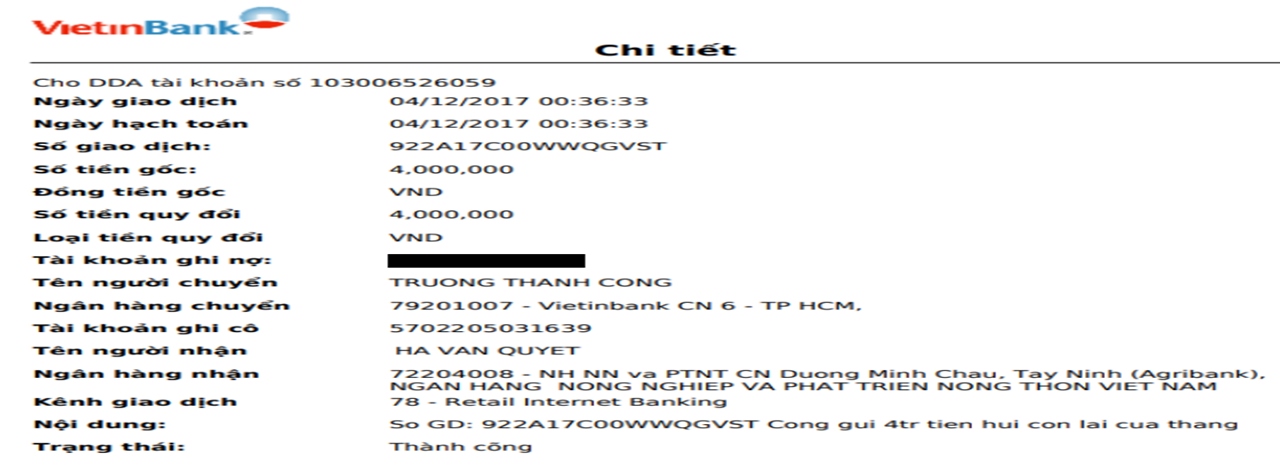 VietinBank
Chi tiết
Cho DDA tài khoản số 103006526059
Ngày giao dịch 04/12/2017 00:36:33
Ngày hạch toán 04/12/2017 00:36:33
Số giao dịch: 922A17C00WWQGVST
Số tiền gốc: 4,000,000
Đồng tiền gốc VND
Số tiền quy đổi 4,000,000
Loại tiền quy đổi VND
Tài khoản ghi nợ:
Tên người chuyển TRUONG THANH CONG
Ngân hàng chuyển 79201007 - Vietinbank CN 6 - TP HCM,
Tài khoản ghi cô 5702205031639
Tên người nhận HA VAN QUYET
Ngân hàng nhận 72204008 - NH NN va PTNT CN Duong Minh Chau, Tay Ninh (Agribank),
NGAN HANG NONG NGHIEP VA PHAT TRIEN NONG THON VIET NAM
Kênh giao dịch 78 - Retail Internet Banking
Nội dung: So GD: 922A17C00WWQGVST Cong gui 4tr tien hui con lai cua thang
Trạng thái: Thành cõng